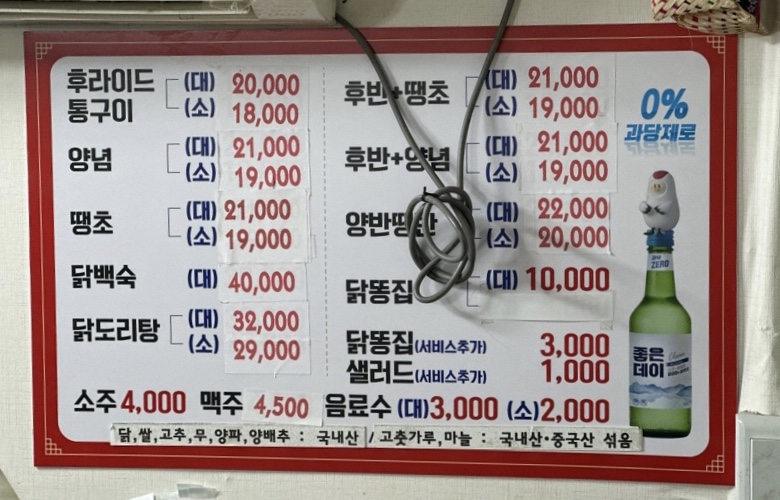 후라이드 통구이 (대) 20,000
(소) 18,000
양념 (대) 21,000
(소) 19,000
땡초 (대) 21,000
(소) 19,000
닭백숙 (대) 40,000
닭도리탕 (대) 32,000
(소) 29,000
후반+땡초 (대) 21,000
(소) 19,000
후반+양념 (대) 21,000
(소) 19,000
양반땡반 (대) 22,000
(소) 20,000
닭똥집 (대) 10,000
닭똥집(서비스추가) 3,000
샐러드(서비스추가) 1,000
소주 4,000 맥주 4,500 음료수 (대)3,000 (소)2,000
닭,쌀,고추,무,양파,양배추 : 국내산 / 고춧가루,마늘 : 국내산·중국산 섞음
0%
과당제로
ZERO
좋은
데이